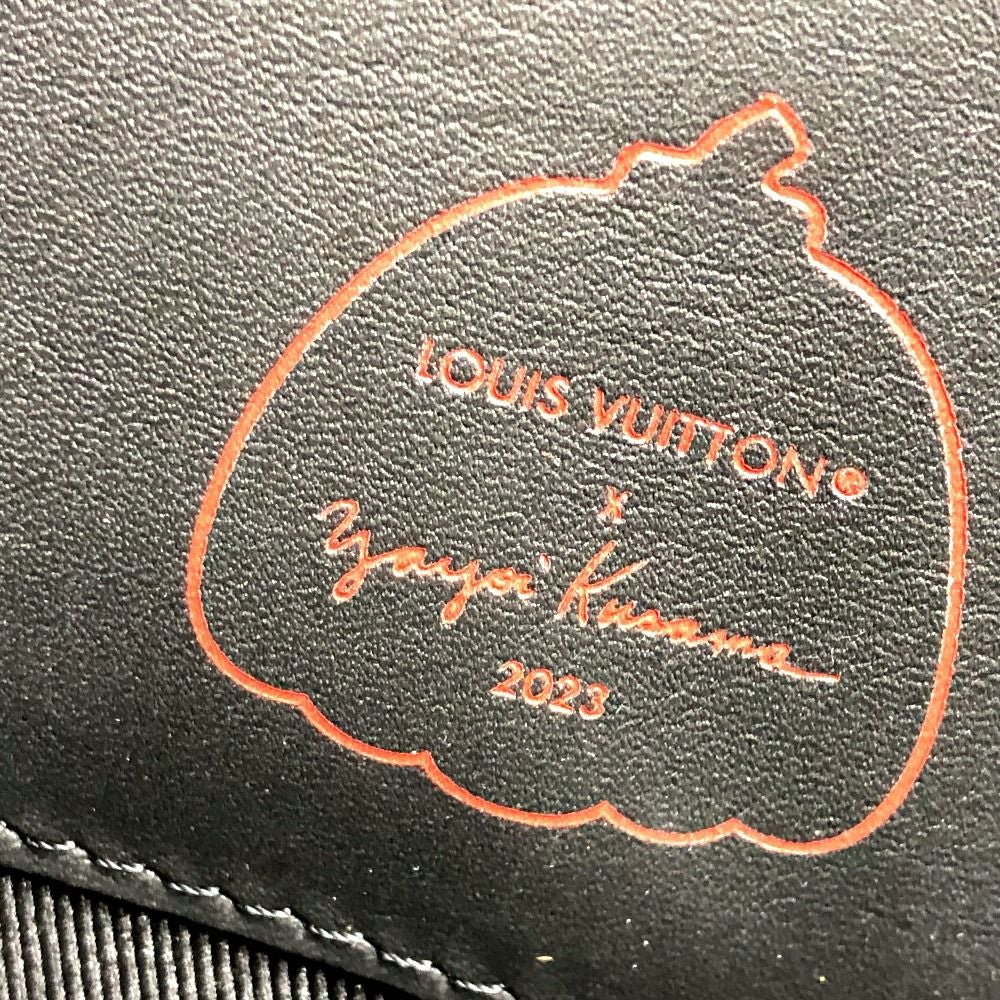 LOUIS VUITTON®
x
Yayoi Kusama
2023